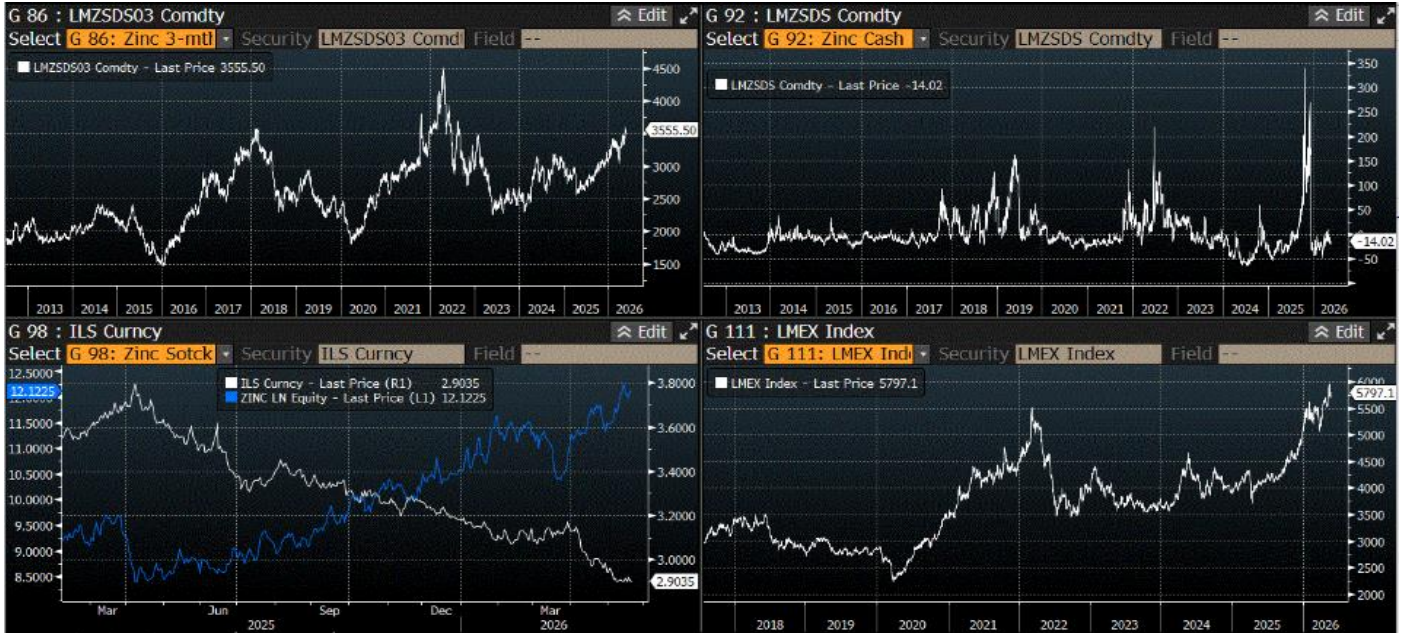 G 86 : LMZSDS03 Comdty
Edit
Select G 86: Zinc 3-mtl Security LMZSDS03 Comd Field --
LMZSDS03 Comdty - Last Price 3555.50
4500
4000
3555.50
3000
2500
2000
1500
2013 2014 2015 2016 2017 2018 2019 2020 2021 2022 2023 2024 2025 2026
G 92 : LMZSDS Comdty
Edit
Select G 92: Zinc Cash Security LMZSDS Comdty Field --
LMZSDS Comdty - Last Price -14.02
350
300
250
200
150
100
50
0
-14.02
-50
2013 2014 2015 2016 2017 2018 2019 2020 2021 2022 2023 2024 2025 2026
G 98 : ILS Curncy
Edit
Select G 98: Zinc Sotck Security ILS Curncy Field --
ILS Curncy - Last Price (R1) 2.9035
ZINC LN Equity - Last Price (L1) 12.1225
12.5000
12.1225
11.5000
11.0000
10.5000
10.0000
9.5000
9.0000
8.5000
3.8000
3.6000
3.4000
3.2000
3.0000
2.9035
Mar Jun Sep Dec Mar
2025 2026
G 111 : LMEX Index
Edit
Select G 111: LMEX Ind Security LMEX Index Field --
LMEX Index - Last Price 5797.1
6000
5797.1
5500
5000
4500
4000
3500
3000
2500
2000
2018 2019 2020 2021 2022 2023 2024 2025 2026